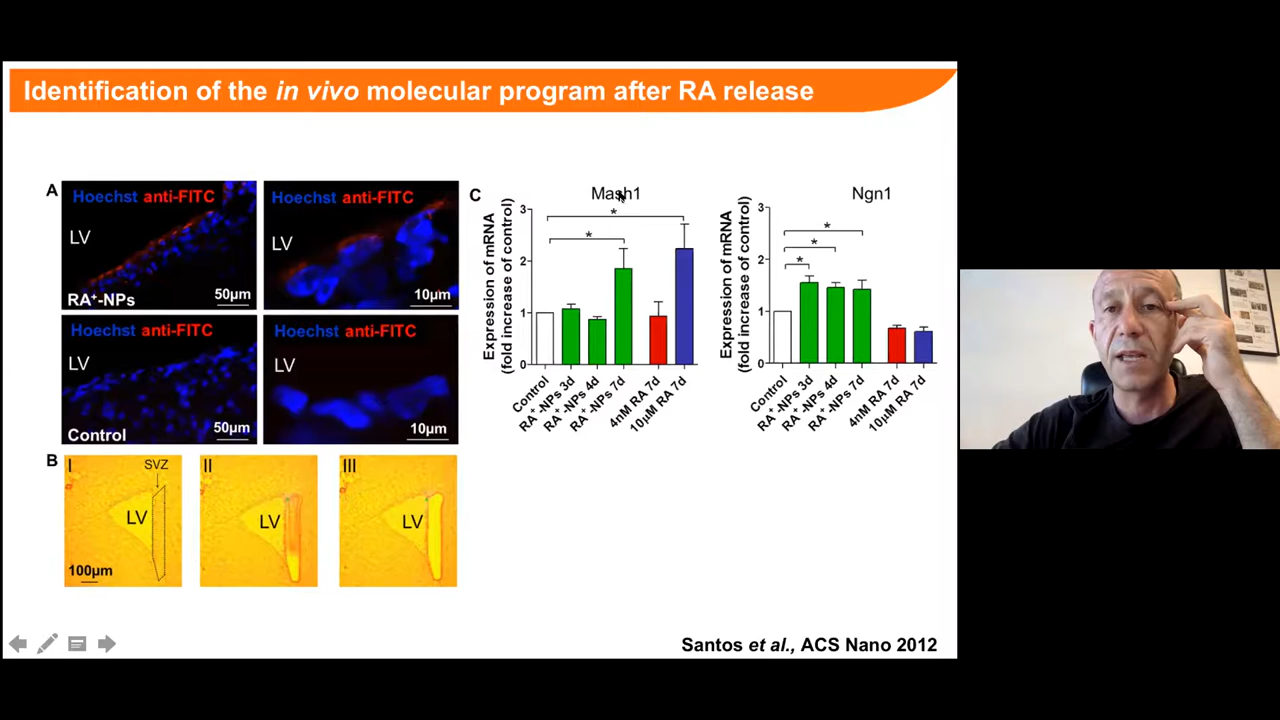 Identification of the in vivo molecular program after RA release
A
Hoechst anti-FITC
LV
RA+-NPs
50µm
Hoechst anti-FITC
LV
10µm
Hoechst anti-FITC
LV
Control
50µm
Hoechst anti-FITC
LV
10µm
B
I
SVZ
LV
100µm
II
LV
III
LV
C
Mash1
Expression of mRNA
(fold increase of control)
3
2
1
0
*
*
Control
RA+-NPs 3d
RA+-NPs 4d
RA+-NPs 7d
4nM RA 7d
10µM RA 7d
Ngn1
Expression of mRNA
(fold increase of control)
3
2
1
0
*
*
*
Control
RA+-NPs 3d
RA+-NPs 4d
RA+-NPs 7d
4nM RA 7d
10µM RA 7d
Santos et al., ACS Nano 2012